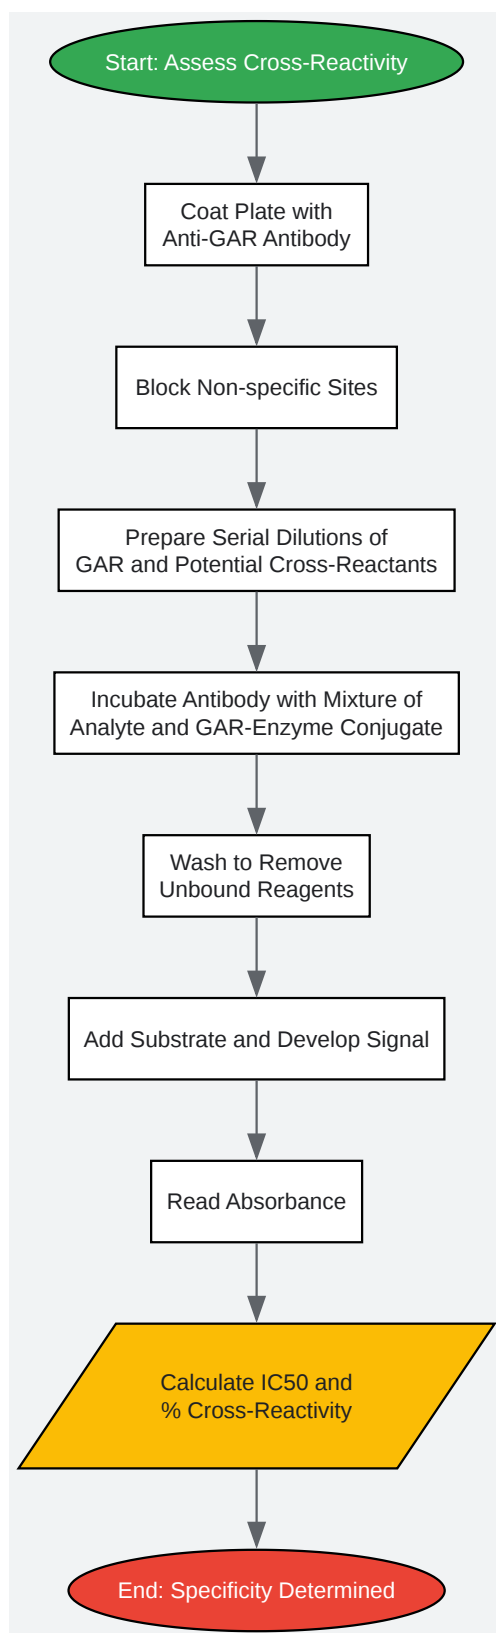 Start: Assess Cross-Reactivity
Coat Plate with
Anti-GAR Antibody
Block Non-specific Sites
Prepare Serial Dilutions of
GAR and Potential Cross-Reactants
Incubate Antibody with Mixture of
Analyte and GAR-Enzyme Conjugate
Wash to Remove
Unbound Reagents
Add Substrate and Develop Signal
Read Absorbance
Calculate IC50 and
% Cross-Reactivity
End: Specificity Determined